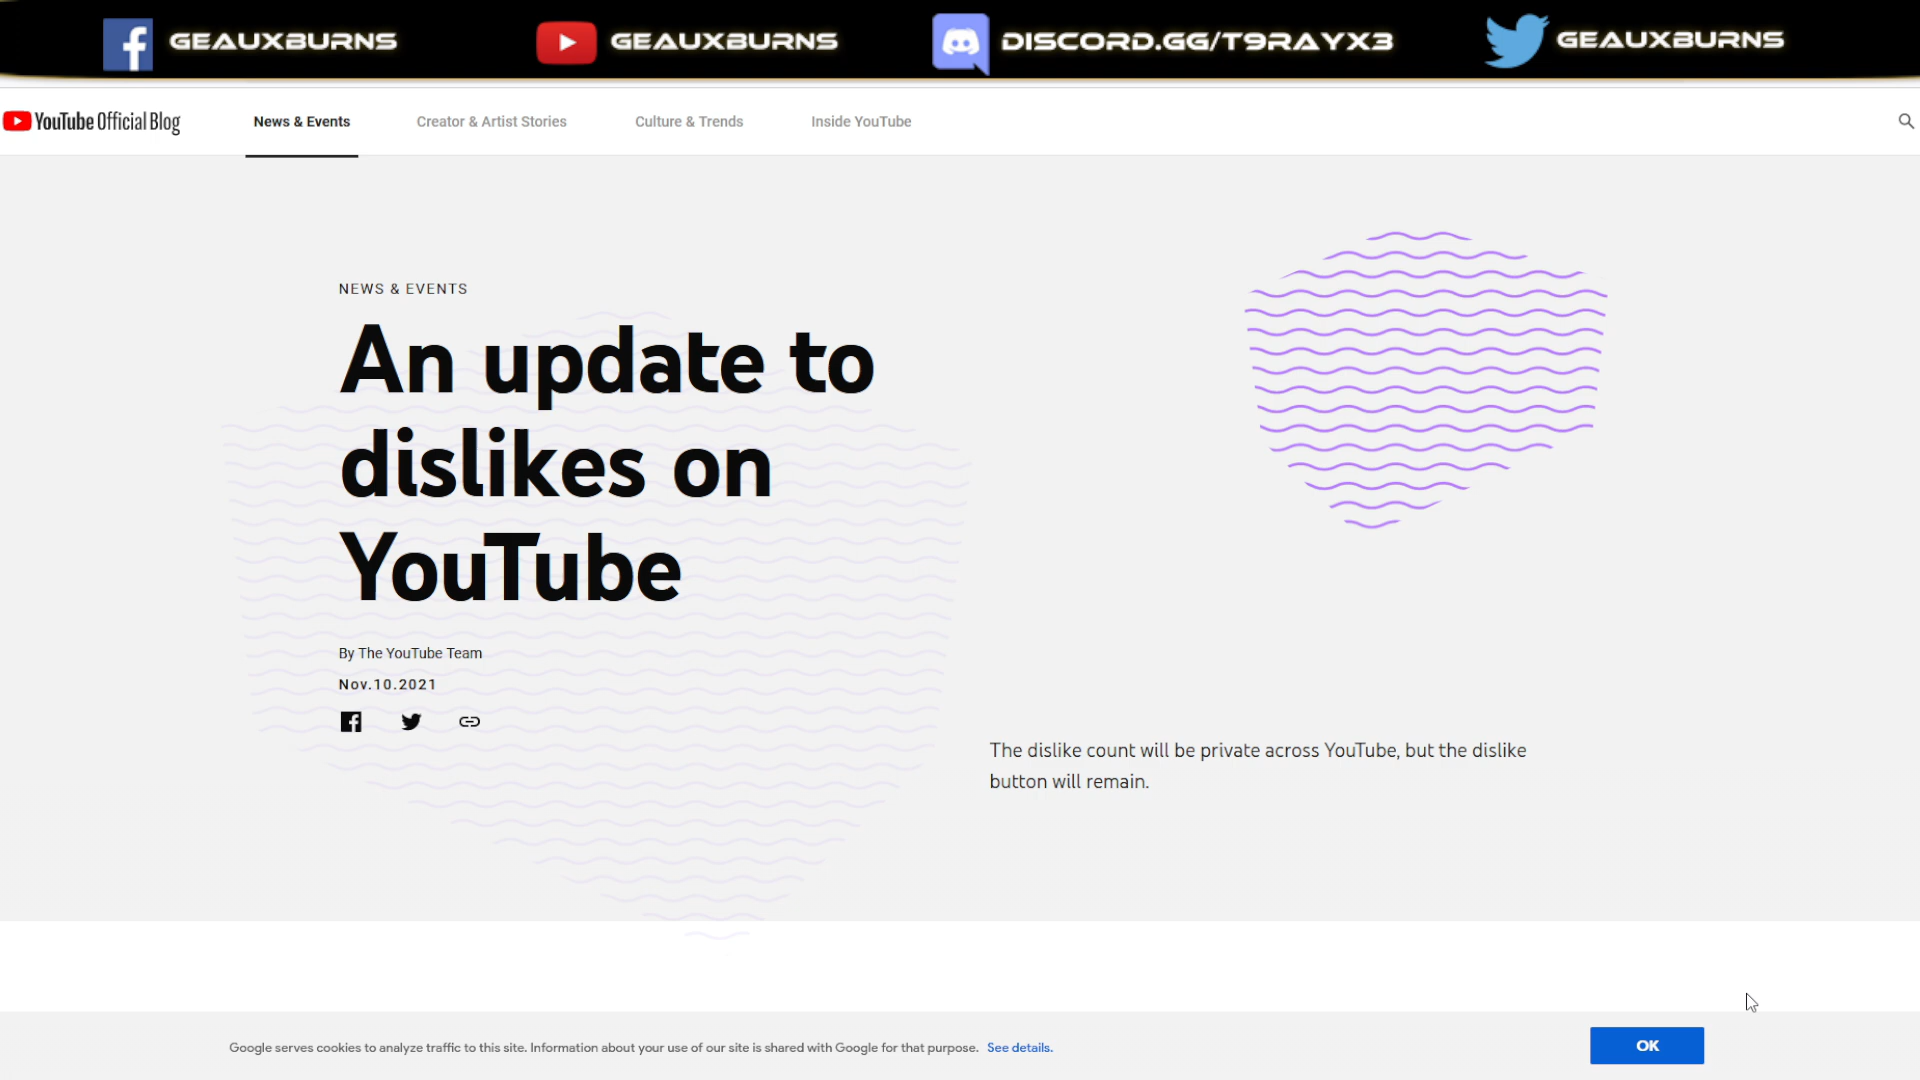 GEAUXBURNS
GEAUXBURNS
DISCORD.GG/T9RAYX3
GEAUXBURNS
YouTube Official Blog
News & Events
Creator & Artist Stories
Culture & Trends
Inside YouTube
NEWS & EVENTS
An update to
dislikes on
YouTube
By The YouTube Team
Nov.10.2021
The dislike count will be private across YouTube, but the dislike
button will remain.
Google serves cookies to analyze traffic to this site. Information about your use of our site is shared with Google for that purpose. See details.
OK